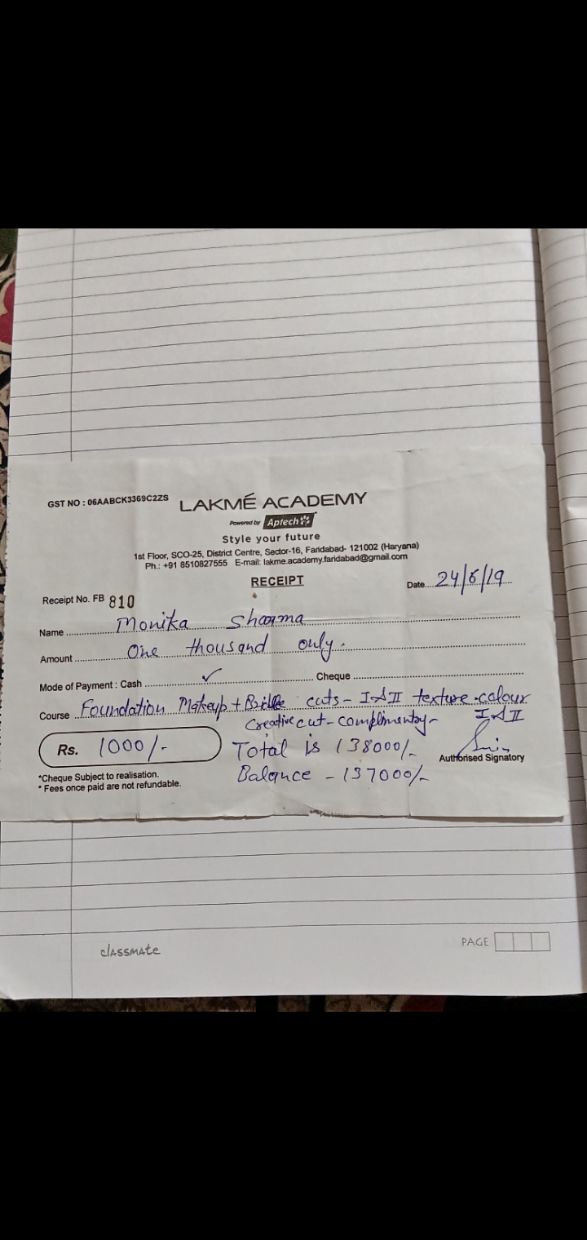 GST NO : 06AABCK3369C2ZS
LAKMÉ ACADEMY
Powered by Aptech
Style your future
1st Floor, SCO-25, District Centre, Sector-16, Faridabad- 121002 (Haryana)
Ph.: +91 8510827555 E-mail: lakme.academy.faridabad@gmail.com
RECEIPT
Date 24/6/19
Receipt No. FB 810
Name Monika Sharma
Amount One thousand only.
Mode of Payment : Cash ✓ Cheque
Course Foundation Makeup + cuts - I & II texture - colour
Creative cut - complimentary - I & II
Rs. 1000/- Total is 138000/-
Authorised Signatory
Balance - 137000/-
*Cheque Subject to realisation.
* Fees once paid are not refundable.
classmate
PAGE